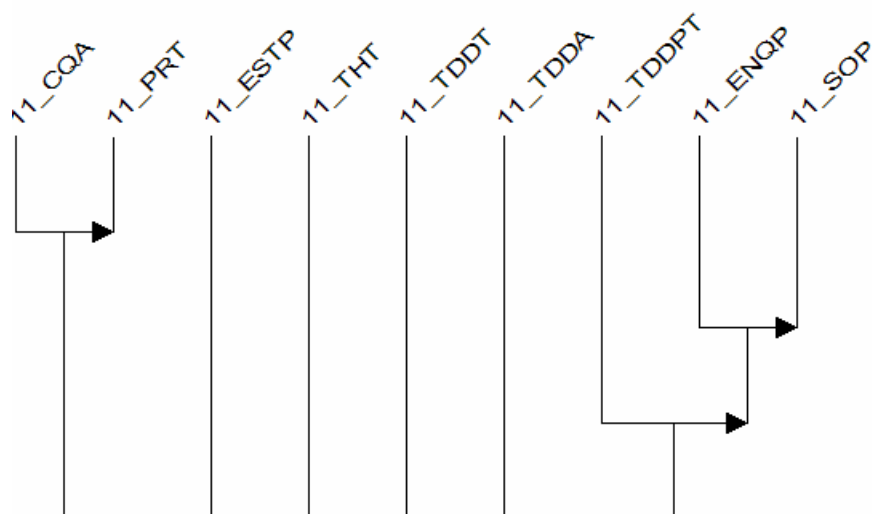 11_CQA
11_PRT
11_ESTP
11_THT
11_TDDT
11_TDDA
11_TDDPT
11_ENQP
11_SOP